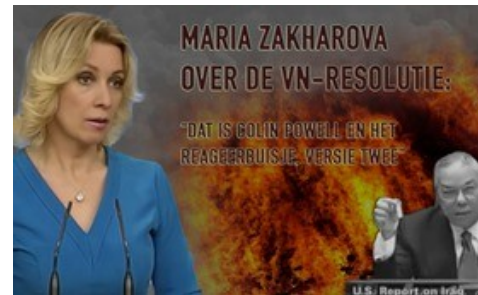 MARIA ZAKHAROVA
OVER DE VN-RESOLUTIE:
"DAT IS COLIN POWELL EN HET
REAGEERBUISJE, VERSIE TWEE"
U.S. Report on Iraq